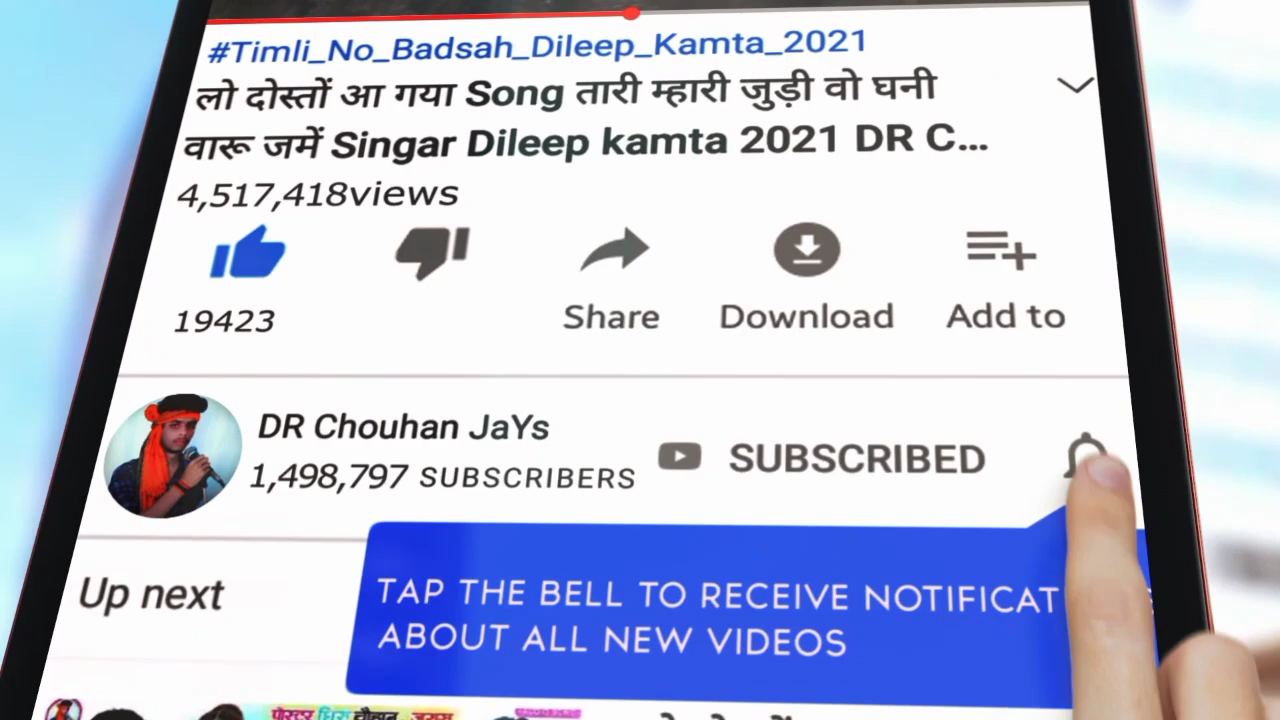 #Timli_No_Badsah_Dileep_Kamta_2021
लो दोस्तों आ गया Song तारी म्हारी जुड़ी वो घनी
वारू जमें Singar Dileep kamta 2021 DR C...
4,517,418views
19423
Share
Download
Add to
DR Chouhan JaYs
1,498,797 SUBSCRIBERS
SUBSCRIBED
Up next
TAP THE BELL TO RECEIVE NOTIFICAT
ABOUT ALL NEW VIDEOS